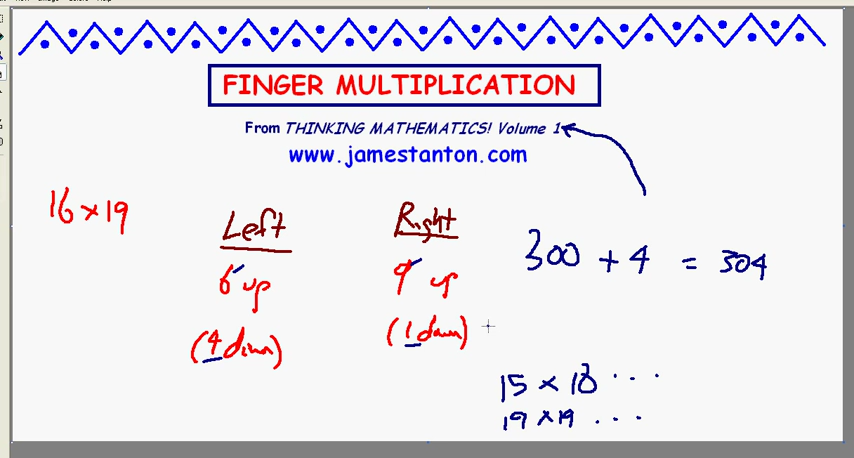 FINGER MULTIPLICATION
From THINKING MATHEMATICS! Volume 1
www.jamestanton.com
16 × 19
Left Right
6 up 9 up
(4 down) (1 down)
300 + 4 = 304
15 × 18 ...
19 × 19 ...